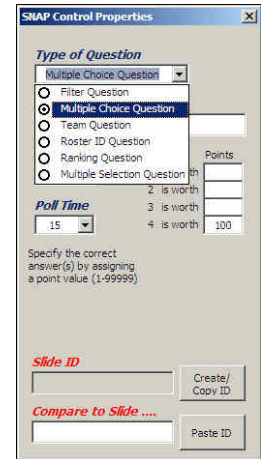 SNAP Control Properties
Type of Question
Multiple Choice Question
Filter Question
Multiple Choice Question
Team Question
Roster ID Question
Ranking Question
Multiple Selection Question
Points
th
2 is worth
Poll Time
3 is worth
15
4 is worth 100
Specify the correct
answer(s) by assigning
a point value (1-99999)
Slide ID
Create/
Copy ID
Compare to Slide ....
Paste ID